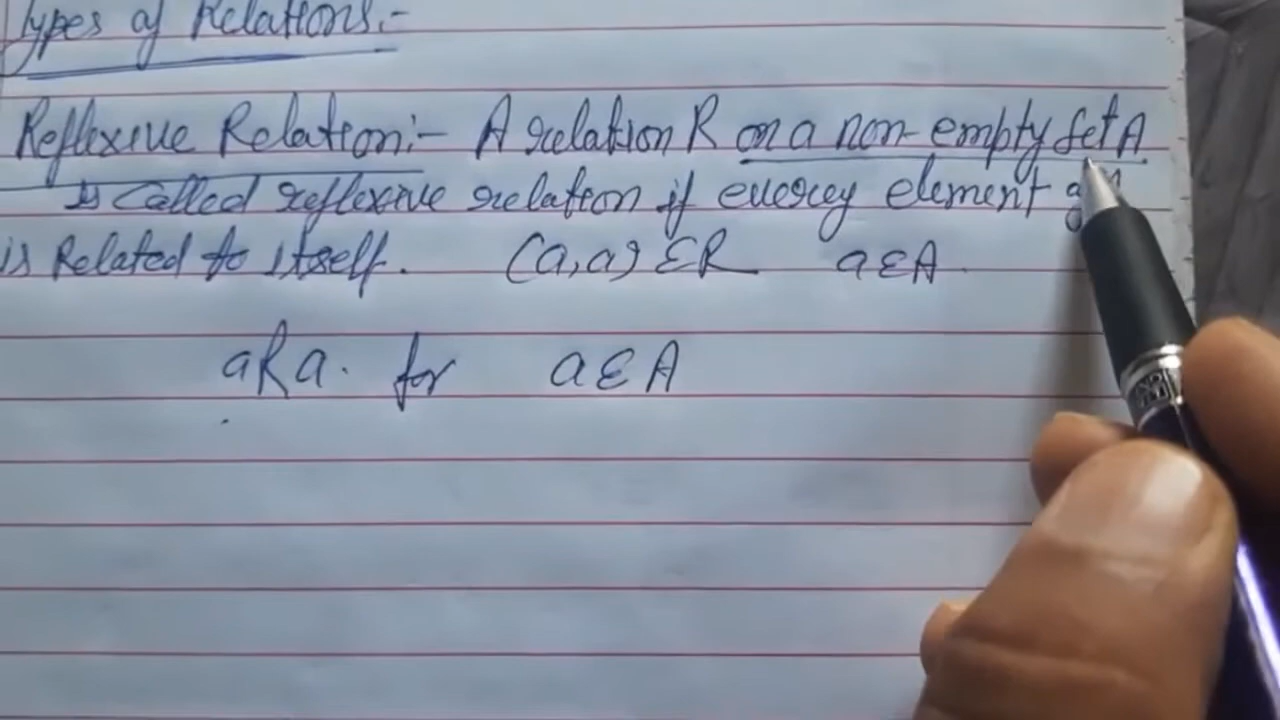 Types of Relations:-
Reflexive Relation:- A relation R on a non-empty set A
is called reflexive relation if every element
is Related to itself. (a,a) ∈ R a ∈ A
aRa. for a ∈ A